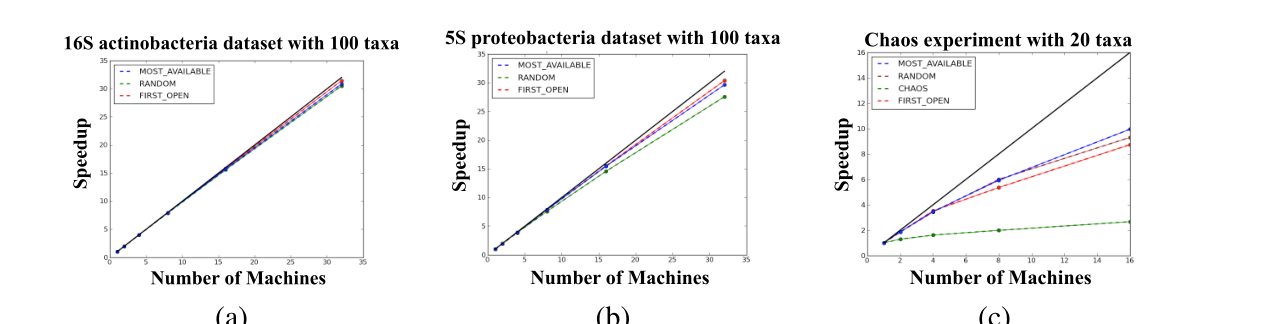 16S actinobacteria dataset with 100 taxa
35
30
25
20
15
10
5
0
0 5 10 15 20 25 30 35
MOST_AVAILABLE
RANDOM
FIRST_OPEN
Speedup
Number of Machines
(a)
5S proteobacteria dataset with 100 taxa
35
30
25
20
15
10
5
0
0 5 10 15 20 25 30 35
MOST_AVAILABLE
RANDOM
FIRST_OPEN
Speedup
Number of Machines
(b)
Chaos experiment with 20 taxa
16
14
12
10
8
6
4
2
0
0 2 4 6 8 10 12 14 16
MOST_AVAILABLE
RANDOM
CHAOS
FIRST_OPEN
Speedup
Number of Machines
(c)